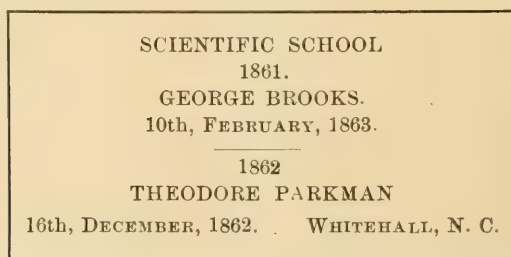 SCIENTIFIC SCHOOL
1861.
GEORGE BROOKS.
10th, FEBRUARY, 1863.
1862
THEODORE PARKMAN
16th, DECEMBER, 1862. WHITEHALL, N. C.